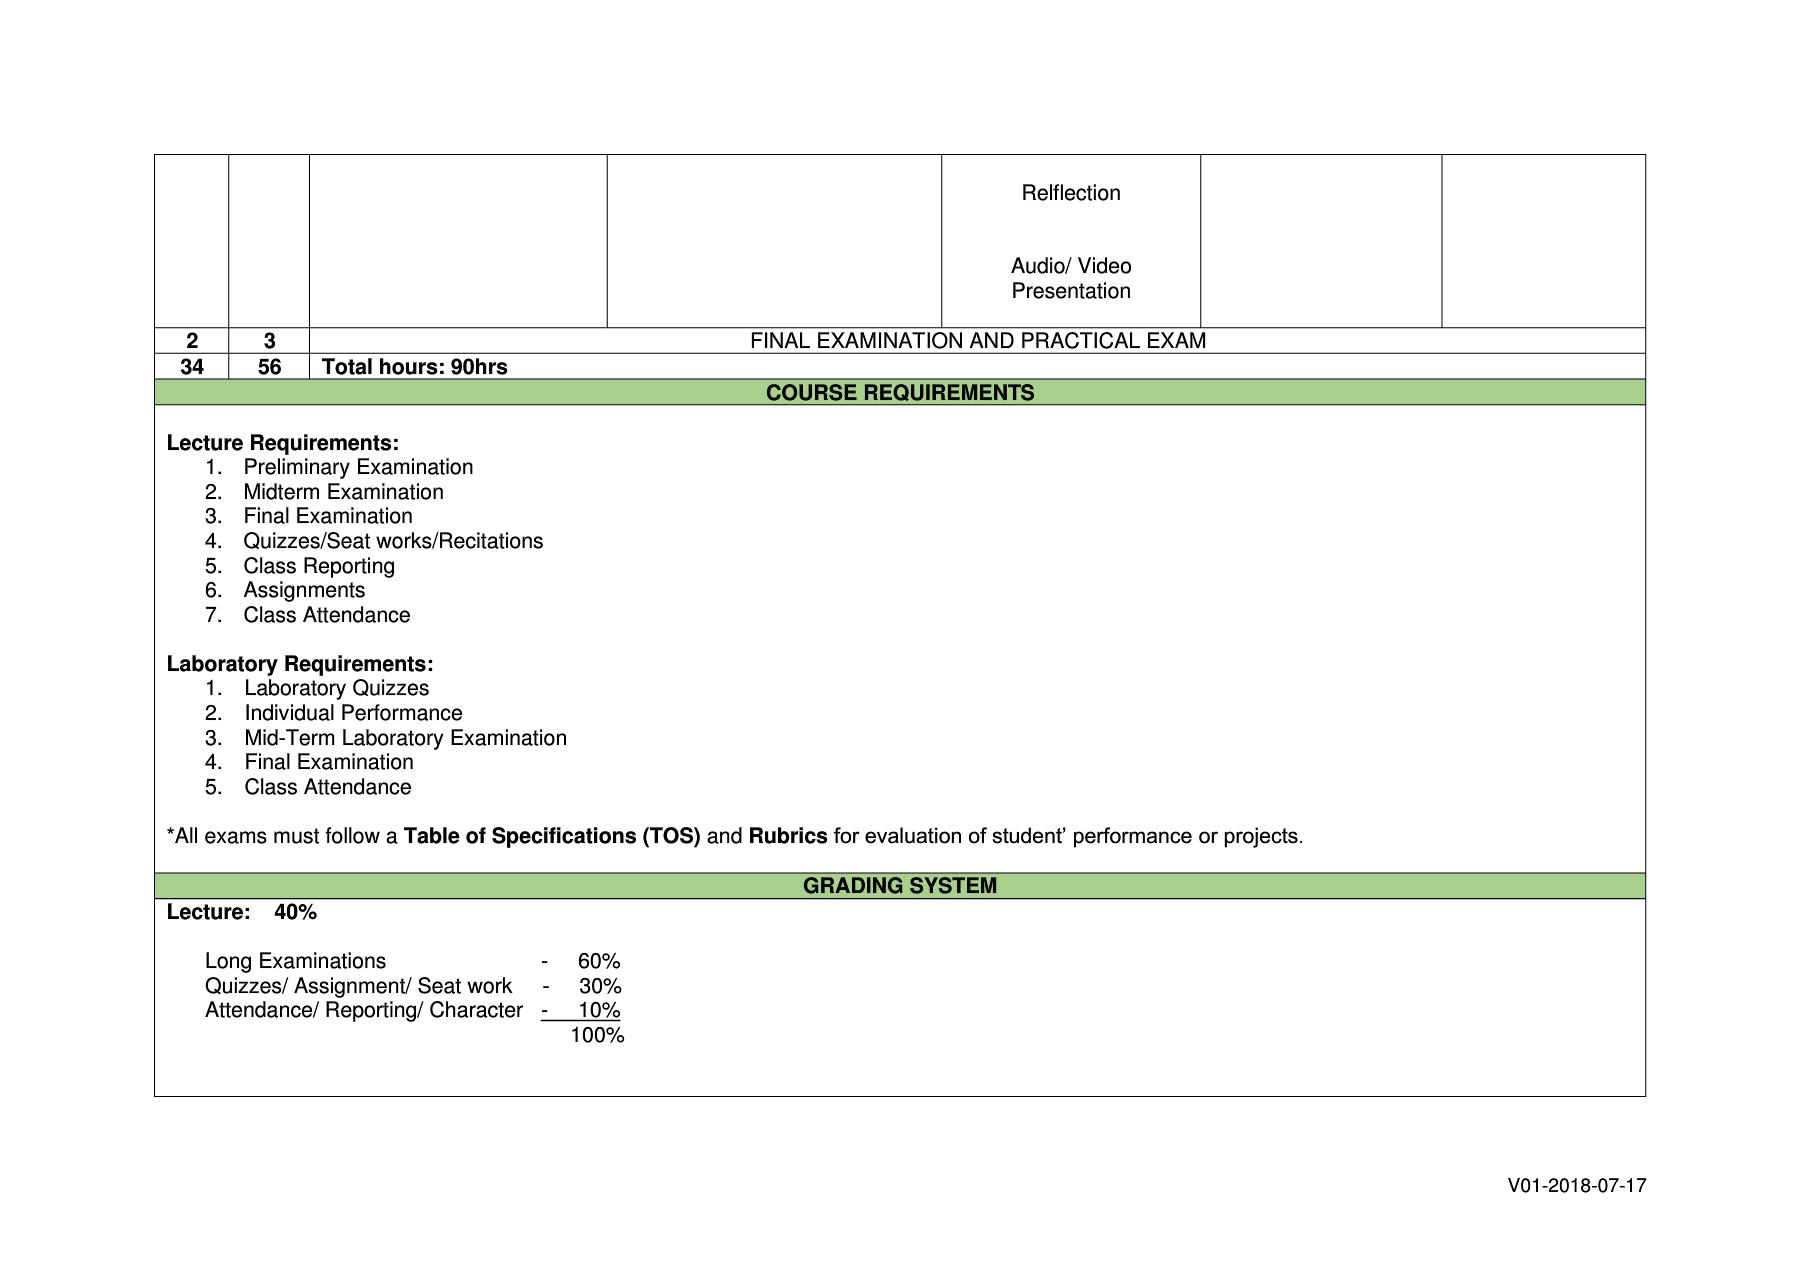 Relflection
Audio/ Video
Presentation
2 3 FINAL EXAMINATION AND PRACTICAL EXAM
34 56 Total hours: 90hrs
COURSE REQUIREMENTS
Lecture Requirements:
1. Preliminary Examination
2. Midterm Examination
3. Final Examination
4. Quizzes/Seat works/Recitations
5. Class Reporting
6. Assignments
7. Class Attendance
Laboratory Requirements:
1. Laboratory Quizzes
2. Individual Performance
3. Mid-Term Laboratory Examination
4. Final Examination
5. Class Attendance
*All exams must follow a Table of Specifications (TOS) and Rubrics for evaluation of student’ performance or projects.
GRADING SYSTEM
Lecture: 40%
Long Examinations - 60%
Quizzes/ Assignment/ Seat work - 30%
Attendance/ Reporting/ Character - 10%
100%
V01-2018-07-17